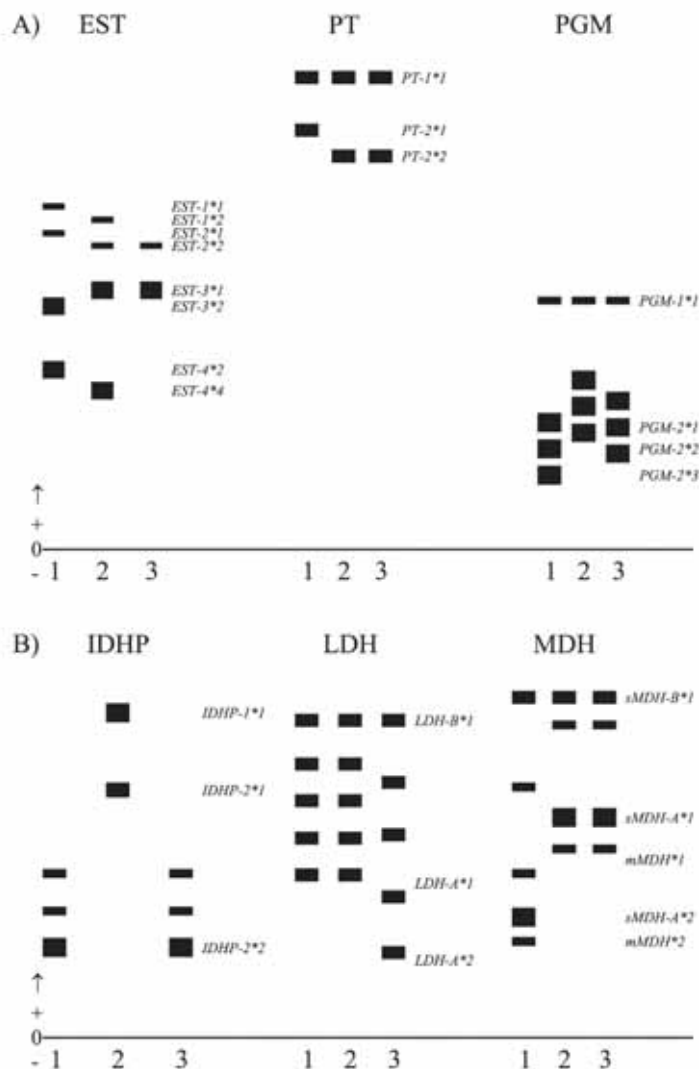 A) EST PT PGM
PT-1*1
PT-2*1
PT-2*2
EST-1*1
EST-1*2
EST-2*1
EST-2*2
EST-3*1
EST-3*2
EST-4*2
EST-4*4
PGM-1*1
PGM-2*1
PGM-2*2
PGM-2*3
↑
+
0
- 1 2 3 1 2 3 1 2 3
B) IDHP LDH MDH
IDHP-1*1
IDHP-2*1
IDHP-2*2
LDH-B*1
LDH-A*1
LDH-A*2
sMDH-B*1
sMDH-A*1
mMDH*1
sMDH-A*2
mMDH*2
↑
+
0
- 1 2 3 1 2 3 1 2 3